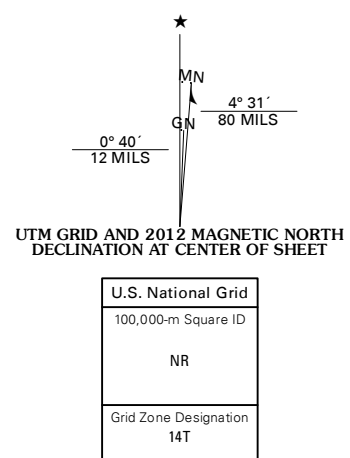 ★
MN
4° 31´
80 MILS
GN
0° 40´
12 MILS
UTM GRID AND 2012 MAGNETIC NORTH
DECLINATION AT CENTER OF SHEET
U.S. National Grid
100,000-m Square ID
NR
Grid Zone Designation
14T